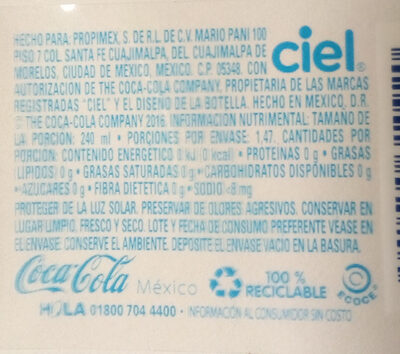 HECHO PARA: PROPIMEX, S. DE R.L. DE C.V. MARIO PANI 100
PISO 7 COL. SANTA FE CUAJIMALPA, DEL. CUAJIMALPA DE
MORELOS, CIUDAD DE MÉXICO, MÉXICO. C.P. 05348. CON
ciel®
AUTORIZACION DE THE COCA-COLA COMPANY, PROPIETARIA DE LAS MARCAS
REGISTRADAS "CIEL" Y EL DISEÑO DE LA BOTELLA. HECHO EN MÉXICO, D.R.
© THE COCA-COLA COMPANY 2016. INFORMACION NUTRIMENTAL: TAMAÑO DE
LA PORCIÓN: 240 ml • PORCIONES POR ENVASE: 1.47. CANTIDADES POR
PORCIÓN: CONTENIDO ENERGÉTICO 0 kJ (0 kcal) • PROTEÍNAS 0 g • GRASAS
(LÍPIDOS) 0 g • GRASAS SATURADAS 0 g • CARBOHIDRATOS DISPONIBLES 0 g
• AZÚCARES 0 g • FIBRA DIETÉTICA 0 g • SODIO <8 mg
PROTEGER DE LA LUZ SOLAR. PRESERVAR DE OLORES AGRESIVOS. CONSERVAR EN
LUGAR LIMPIO, FRESCO Y SECO. LOTE Y FECHA DE CONSUMO PREFERENTE VÉASE EN
EL ENVASE. CONSERVE EL AMBIENTE. DEPOSITE EL ENVASE VACÍO EN LA BASURA.
Coca-Cola México 100 % RECICLABLE ECOCE®
HOLA 01800 704 4400 • INFORMACIÓN AL CONSUMIDOR SIN COSTO